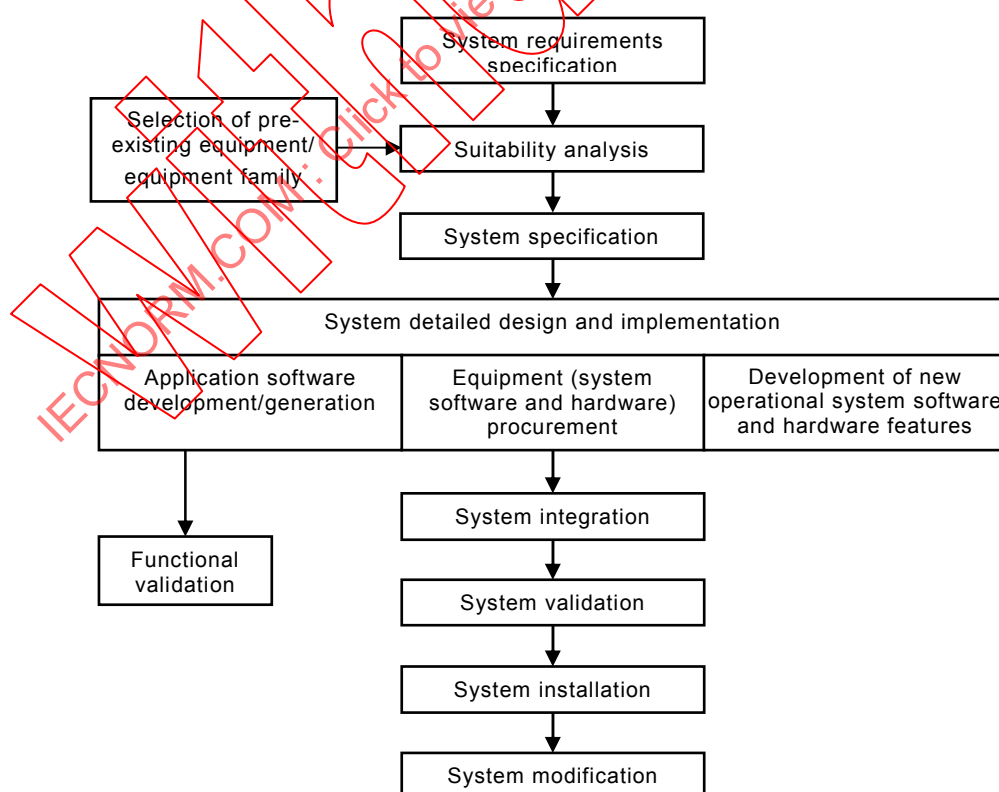 System requirements
specification
Selection of pre-
existing equipment/
equipment family
Suitability analysis
System specification
System detailed design and implementation
Application software
development/generation
Equipment (system
software and hardware)
procurement
Development of new
operational system software
and hardware features
System integration
Functional
validation
System validation
System installation
System modification
IECNORM.COM : Click to view